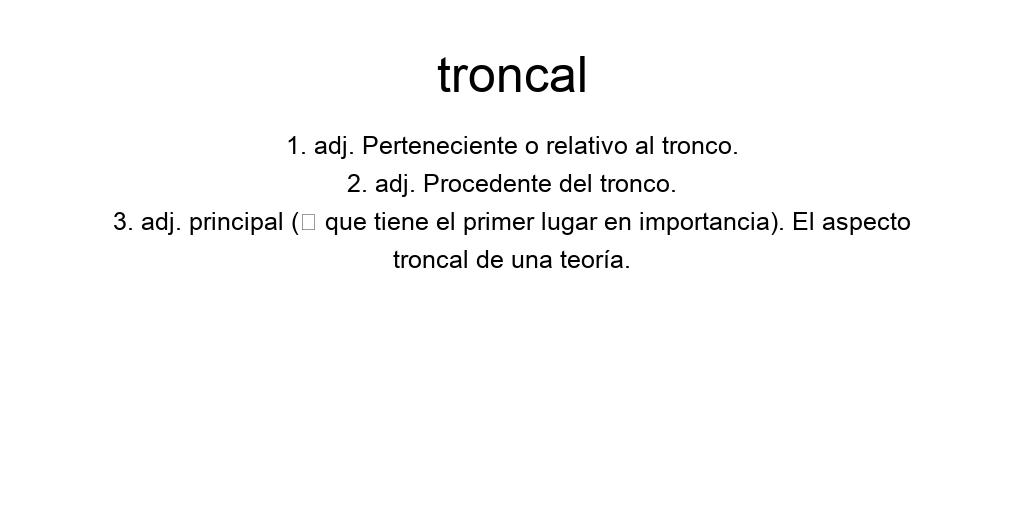 troncal
1. adj. Perteneciente o relativo al tronco.
2. adj. Procedente del tronco.
3. adj. principal (▯ que tiene el primer lugar en importancia). El aspecto
troncal de una teoría.